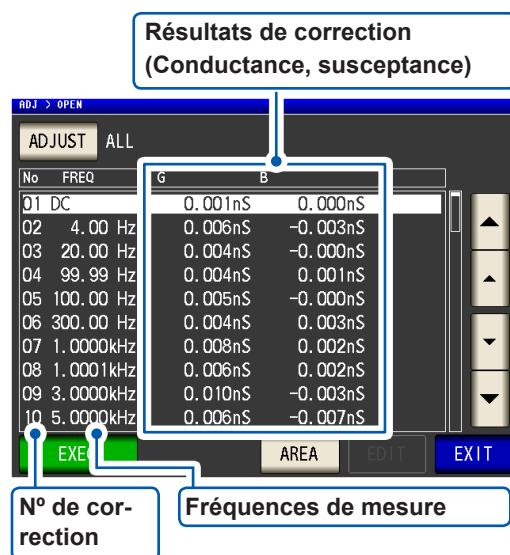 Résultats de correction
(Conductance, susceptance)
ADJ > OPEN
ADJUST ALL
No FREQ G B
01 DC 0.001nS 0.000nS
02 4.00 Hz 0.006nS -0.003nS
03 20.00 Hz 0.004nS -0.000nS
04 99.99 Hz 0.004nS 0.001nS
05 100.00 Hz 0.005nS -0.000nS
06 300.00 Hz 0.004nS 0.003nS
07 1.0000kHz 0.008nS 0.002nS
08 1.0001kHz 0.006nS 0.002nS
09 3.0000kHz 0.010nS -0.003nS
10 5.0000kHz 0.006nS -0.007nS
EXEC AREA EDIT EXIT
Nº de cor-
rection
Fréquences de mesure